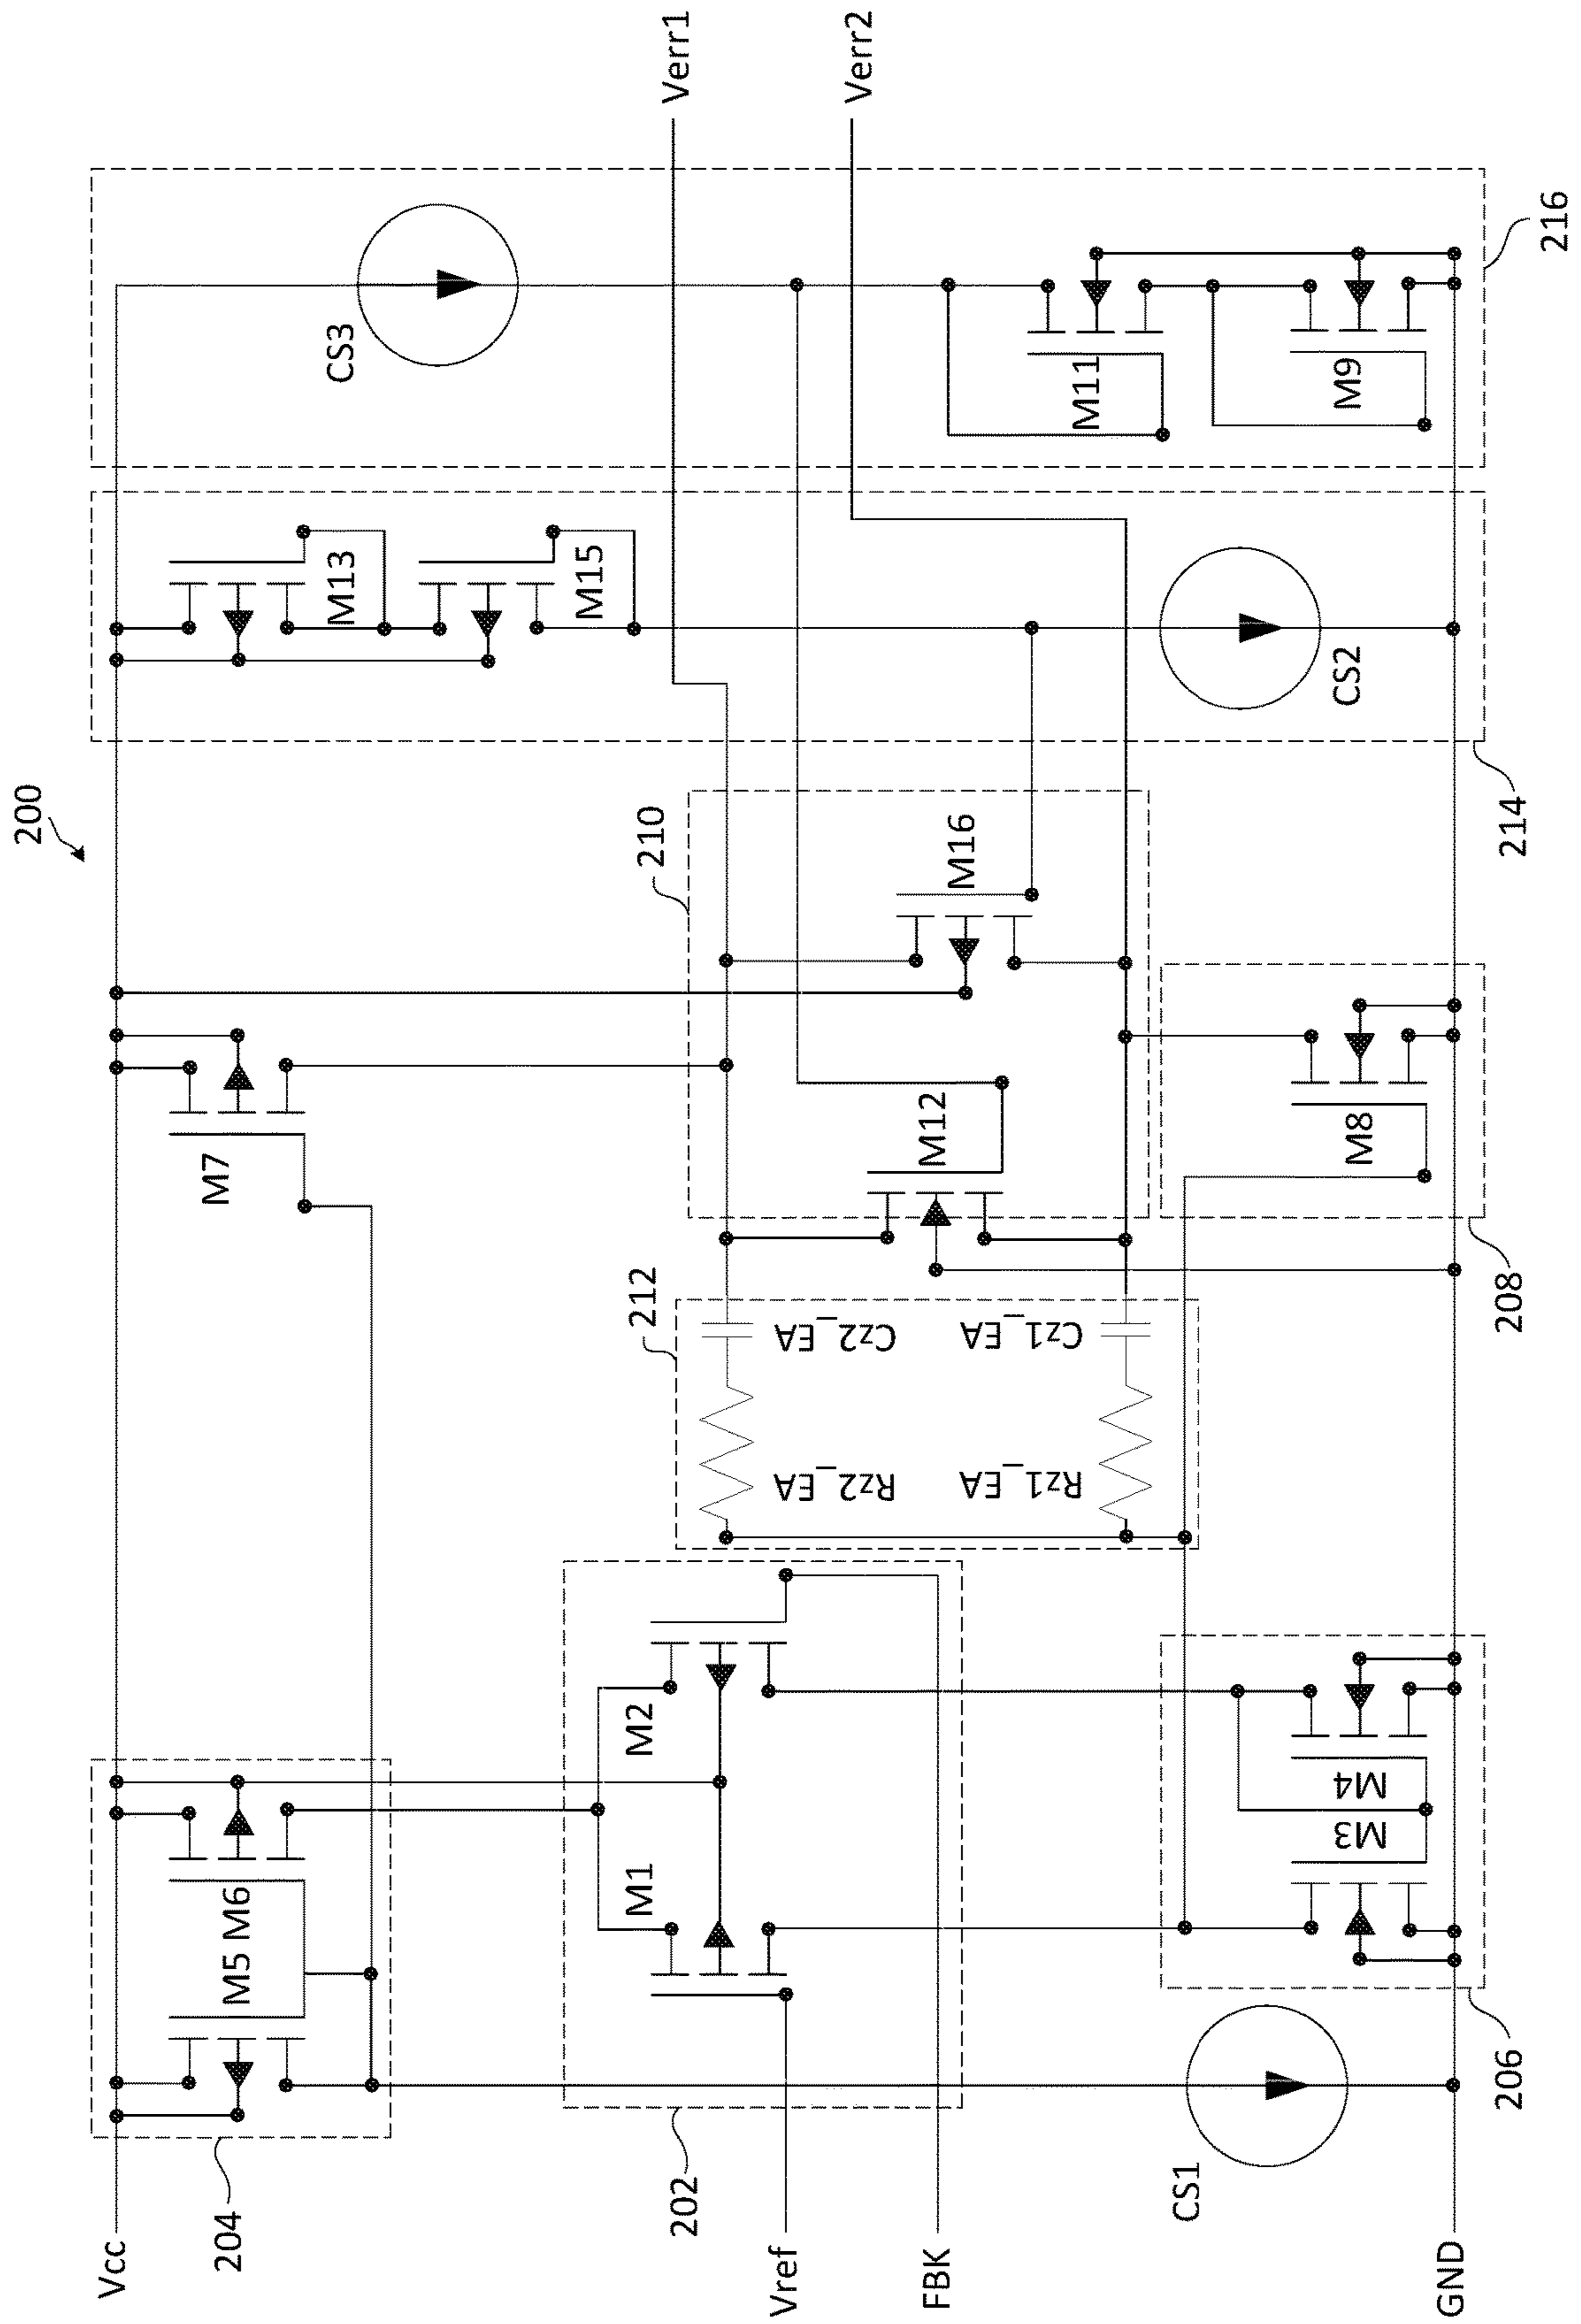 200
Verr1
Verr2
CS3
M11
M9
216
M13
M15
CS2
214
210
M16
M7
M12
M8
208
212
Cz2_EA
Cz1_EA
Rz2_EA
Rz1_EA
M2
M1
M5 M6
M4
M3
206
204
202
CS1
Vcc
Vref
FBK
GND